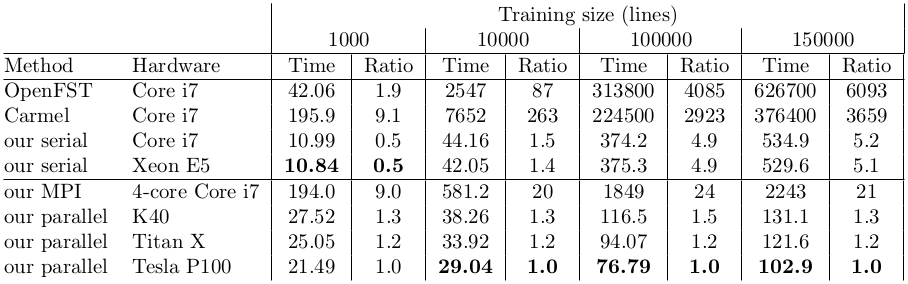 Training size (lines)
1000 10000 100000 150000
Method Hardware Time Ratio Time Ratio Time Ratio Time Ratio
OpenFST Core i7 42.06 1.9 2547 87 313800 4085 626700 6093
Carmel Core i7 195.9 9.1 7652 263 224500 2923 376400 3659
our serial Core i7 10.99 0.5 44.16 1.5 374.2 4.9 534.9 5.2
our serial Xeon E5 10.84 0.5 42.05 1.4 375.3 4.9 529.6 5.1
our MPI 4-core Core i7 194.0 9.0 581.2 20 1849 24 2243 21
our parallel K40 27.52 1.3 38.26 1.3 116.5 1.5 131.1 1.3
our parallel Titan X 25.05 1.2 33.92 1.2 94.07 1.2 121.6 1.2
our parallel Tesla P100 21.49 1.0 29.04 1.0 76.79 1.0 102.9 1.0